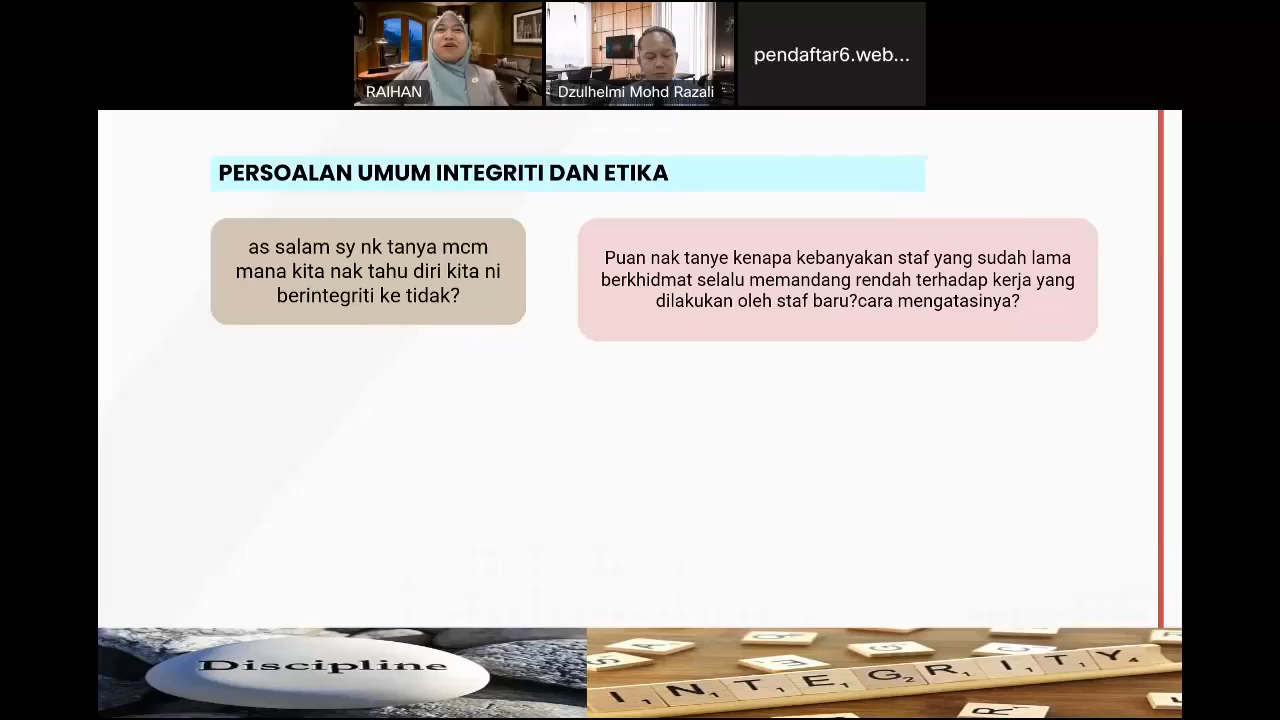 RAIHAN
Dzulhelmi Mohd Razali
pendaftar6.web...
PERSOALAN UMUM INTEGRITI DAN ETIKA
as salam sy nk tanya mcm
mana kita nak tahu diri kita ni
berintegriti ke tidak?
Puan nak tanye kenapa kebanyakan staf yang sudah lama
berkhidmat selalu memandang rendah terhadap kerja yang
dilakukan oleh staf baru?cara mengatasinya?
Discipline
INTEGRITY